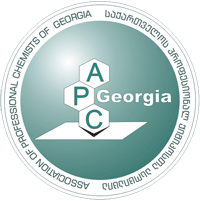 ASSOCIATION OF PROFESSIONAL CHEMISTS OF GEORGIA
საქართველოს პროფესიონალ ქიმიკოსთა ასოციაცია
A
P Georgia
C